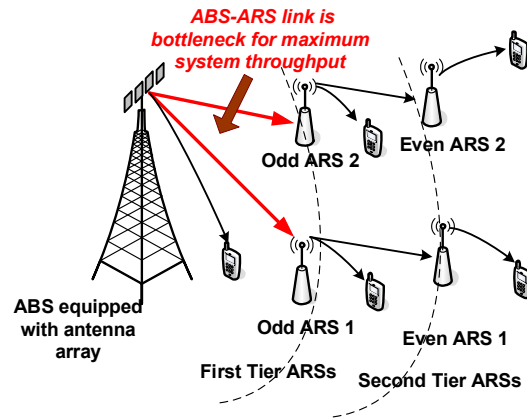 ABS-ARS link is
bottleneck for maximum
system throughput
Odd ARS 2
Even ARS 2
ABS equipped
with antenna
array
Odd ARS 1
Even ARS 1
First Tier ARSs
Second Tier ARSs